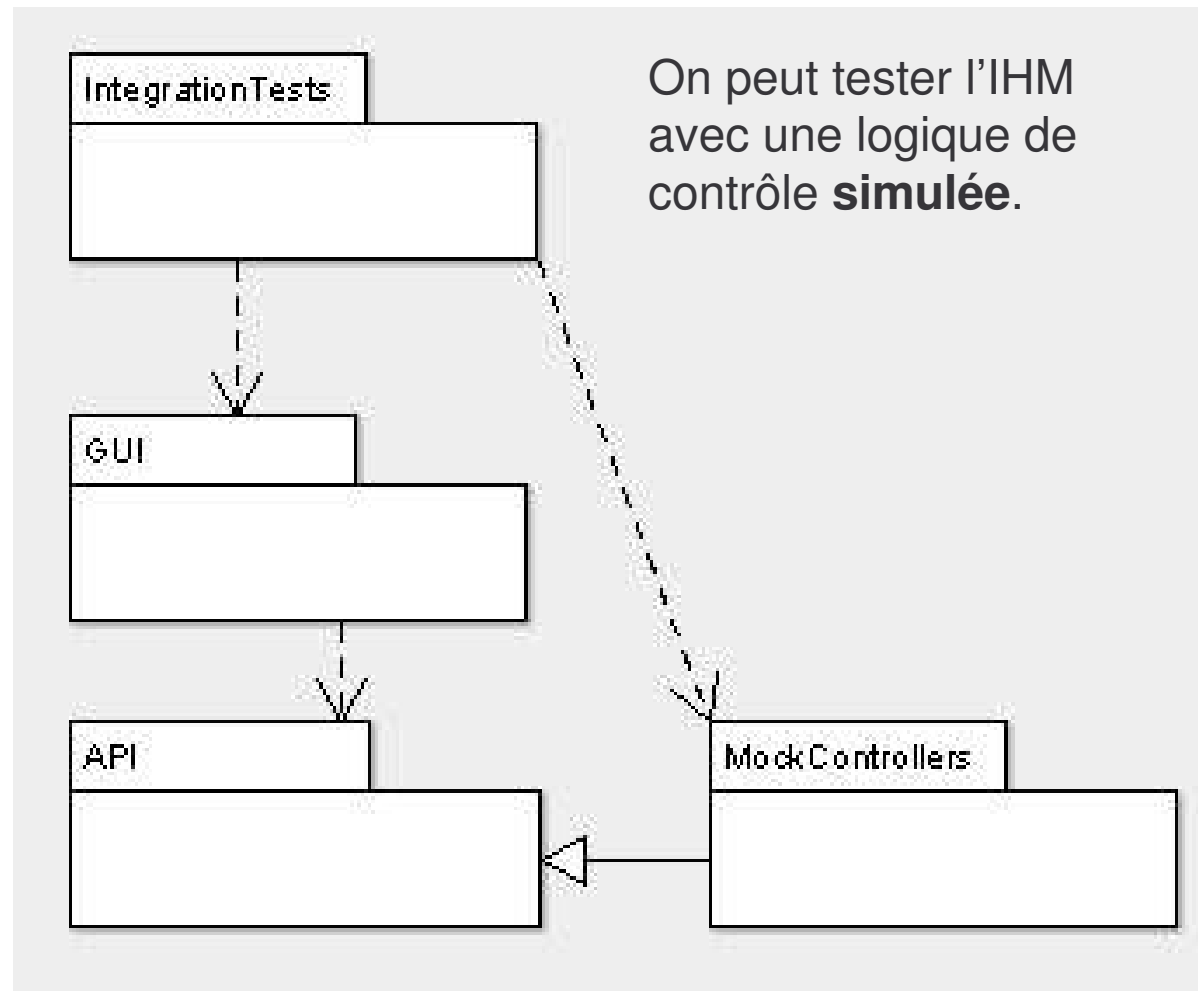 IntegrationTests
On peut tester l’IHM
avec une logique de
contrôle simulée.
GUI
API
MockControllers